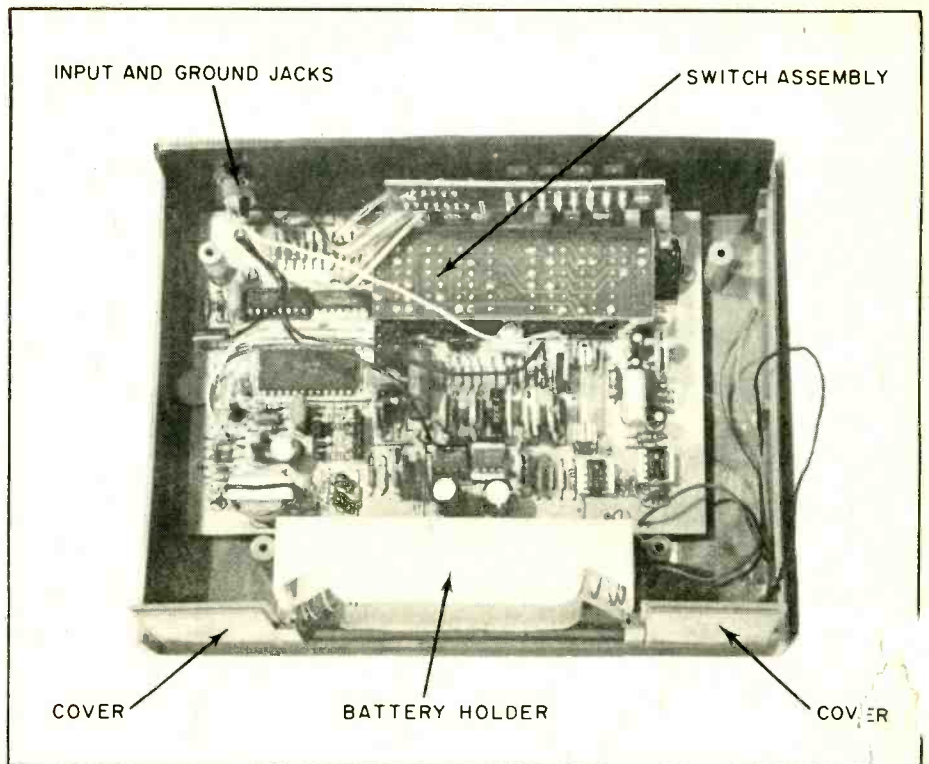 INPUT AND GROUND JACKS
SWITCH ASSEMBLY
COVER
BATTERY HOLDER
COVER